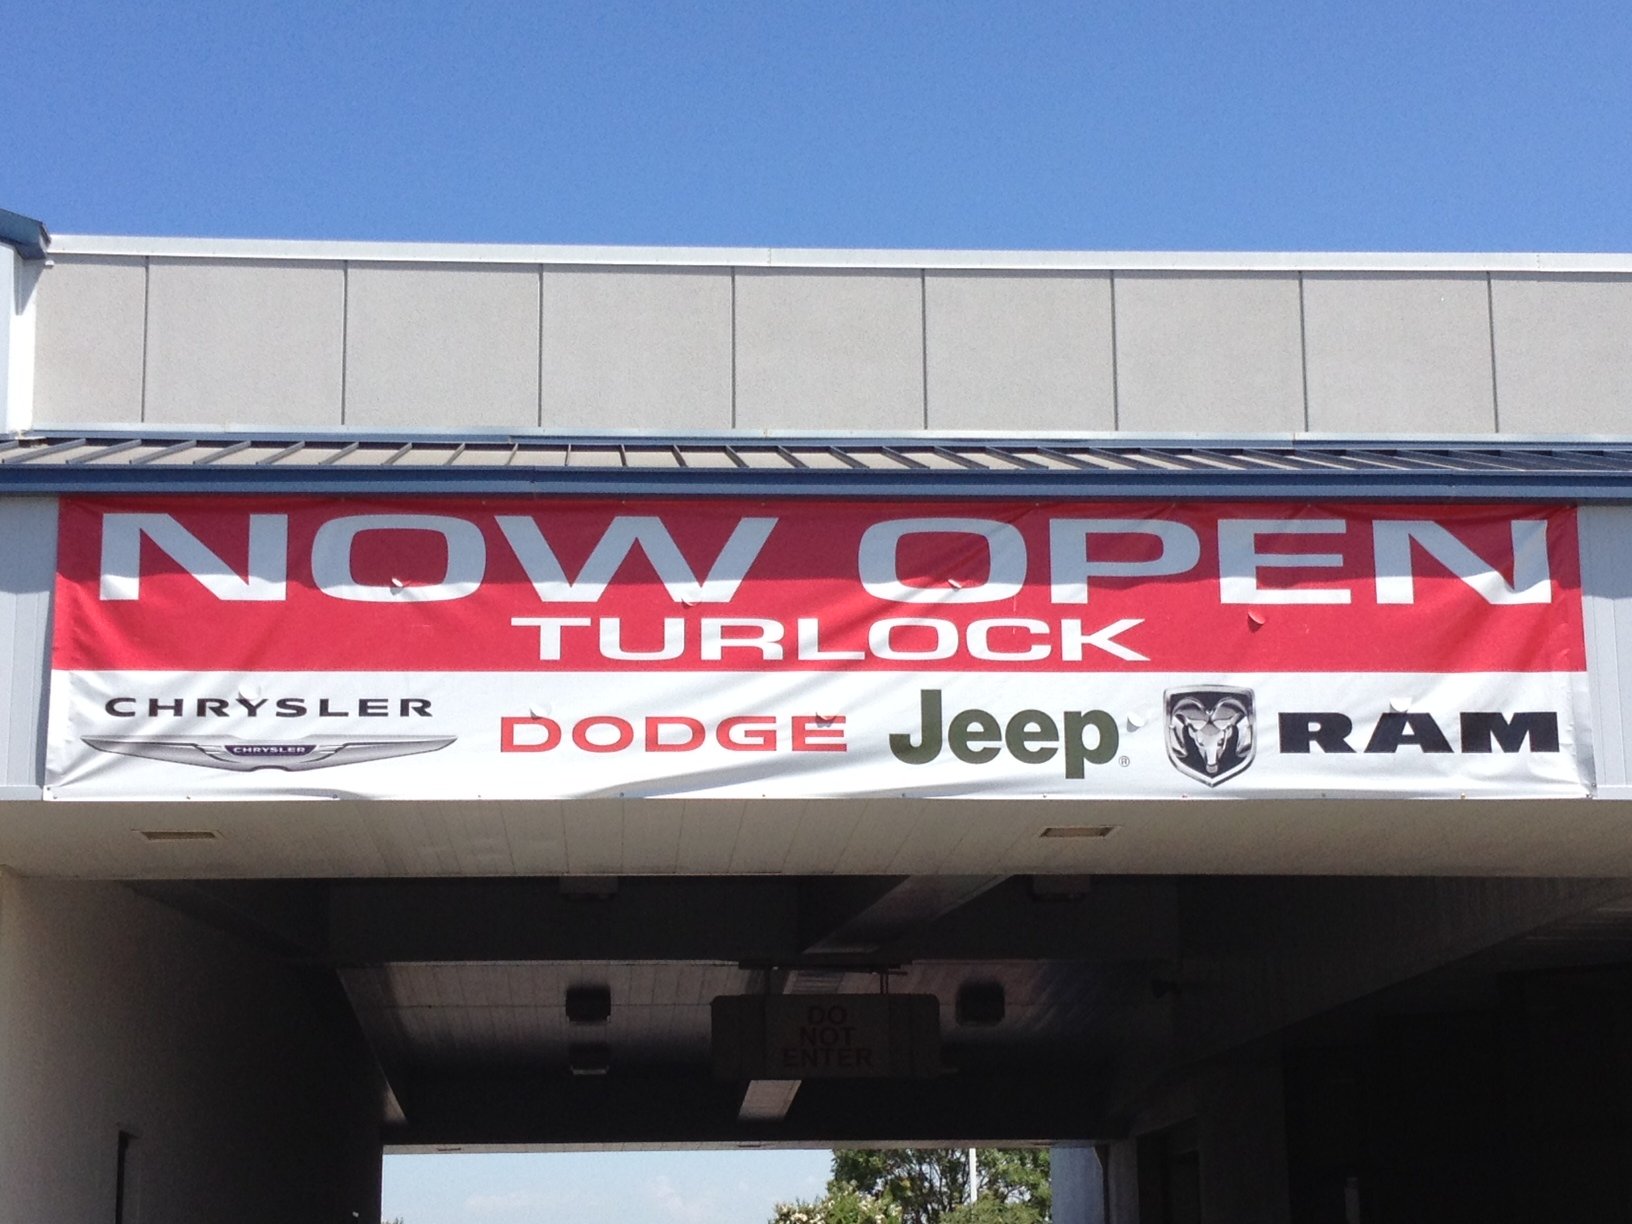 NOW OPEN
TURLOCK
CHRYSLER DODGE Jeep® RAM
CHRYSLER
DO
NOT
ENTER